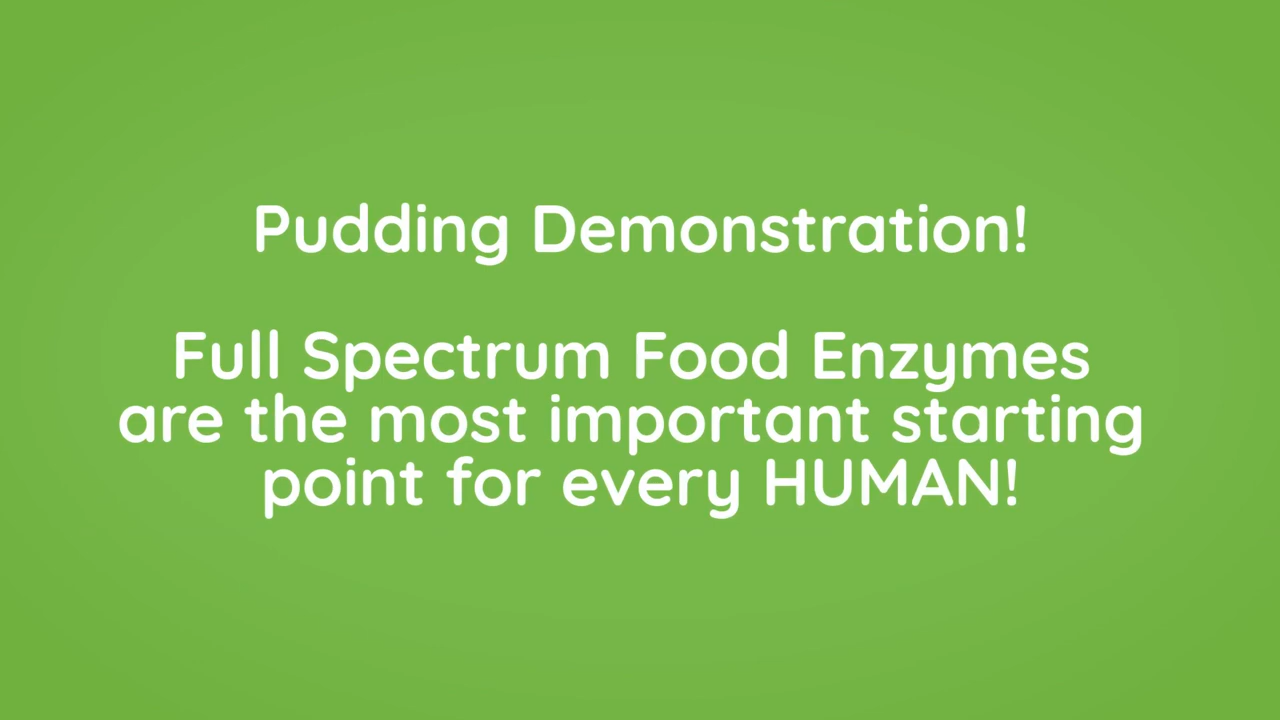 Pudding Demonstration!
Full Spectrum Food Enzymes
are the most important starting
point for every HUMAN!